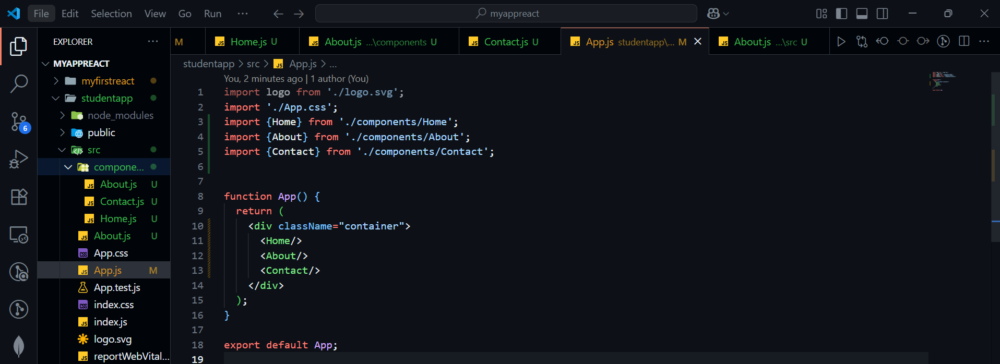 File Edit Selection View Go Run ··· ← → myappreact
EXPLORER ···
MYAPPREACT
myfirstreact
studentapp
node_modules
public
src
compone...
About.js U
Contact.js U
Home.js U
About.js U
App.css
App.js M
App.test.js
index.css
index.js
logo.svg
reportWebVital...
6
M Home.js U About.js ...\components U Contact.js U App.js studentapp\... M About.js ...\src U ···
studentapp > src > App.js > ...
You, 2 minutes ago | 1 author (You)
1 import logo from './logo.svg';
2 import './App.css';
3 import {Home} from './components/Home';
4 import {About} from './components/About';
5 import {Contact} from './components/Contact';
6
7
8 function App() {
9 return (
10 <div className="container">
11 <Home/>
12 <About/>
13 <Contact/>
14 </div>
15 );
16 }
17
18 export default App;
19